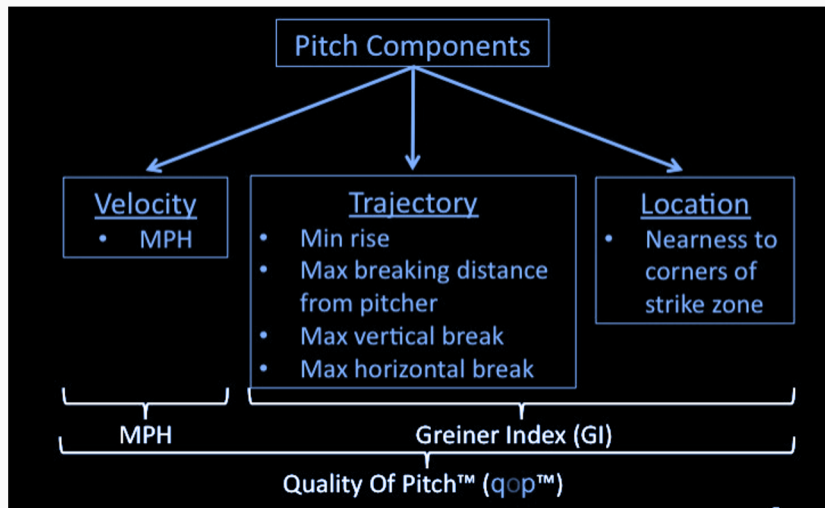 Pitch Components
Velocity
• MPH
Trajectory
• Min rise
• Max breaking distance
from pitcher
• Max vertical break
• Max horizontal break
Location
• Nearness to
corners of
strike zone
MPH
Greiner Index (GI)
Quality Of Pitch™ (qop™)